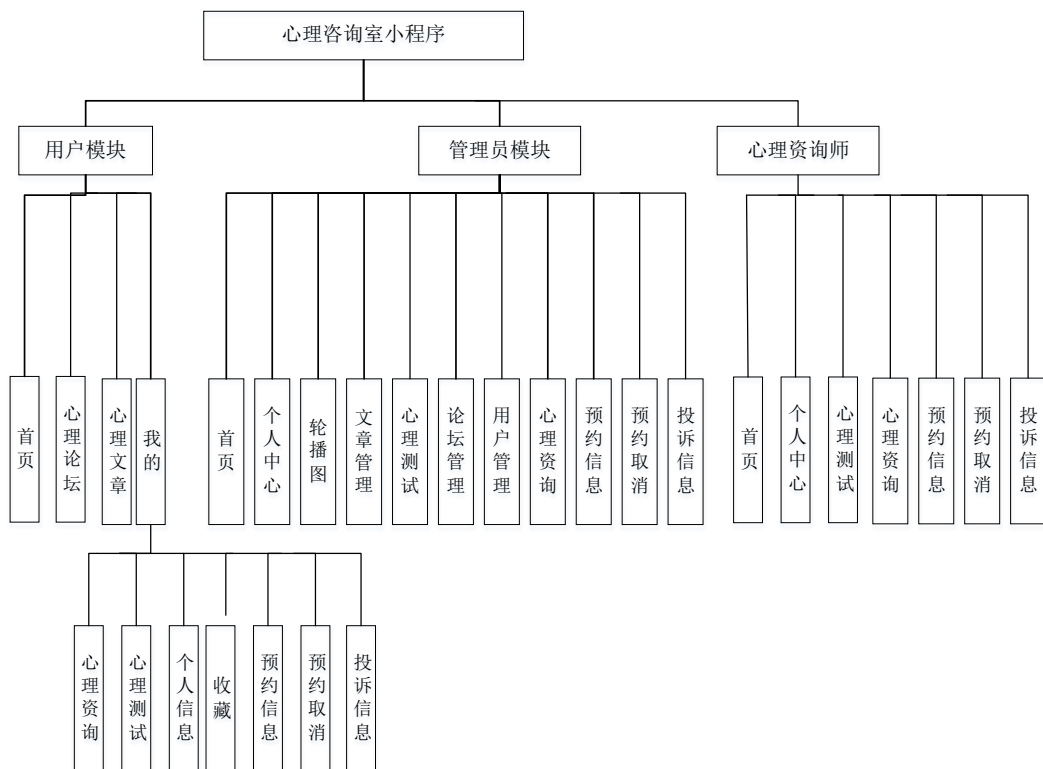 心理咨询室小程序
用户模块
管理员模块
心理资询师
首页
心理论坛
心理文章
我的
首页
个人中心
轮播图
文章管理
心理测试
论坛管理
用户管理
心理资询
预约信息
预约取消
投诉信息
首页
个人中心
心理测试
心理资询
预约信息
预约取消
投诉信息
心理资询
心理测试
个人信息
收藏
预约信息
预约取消
投诉信息